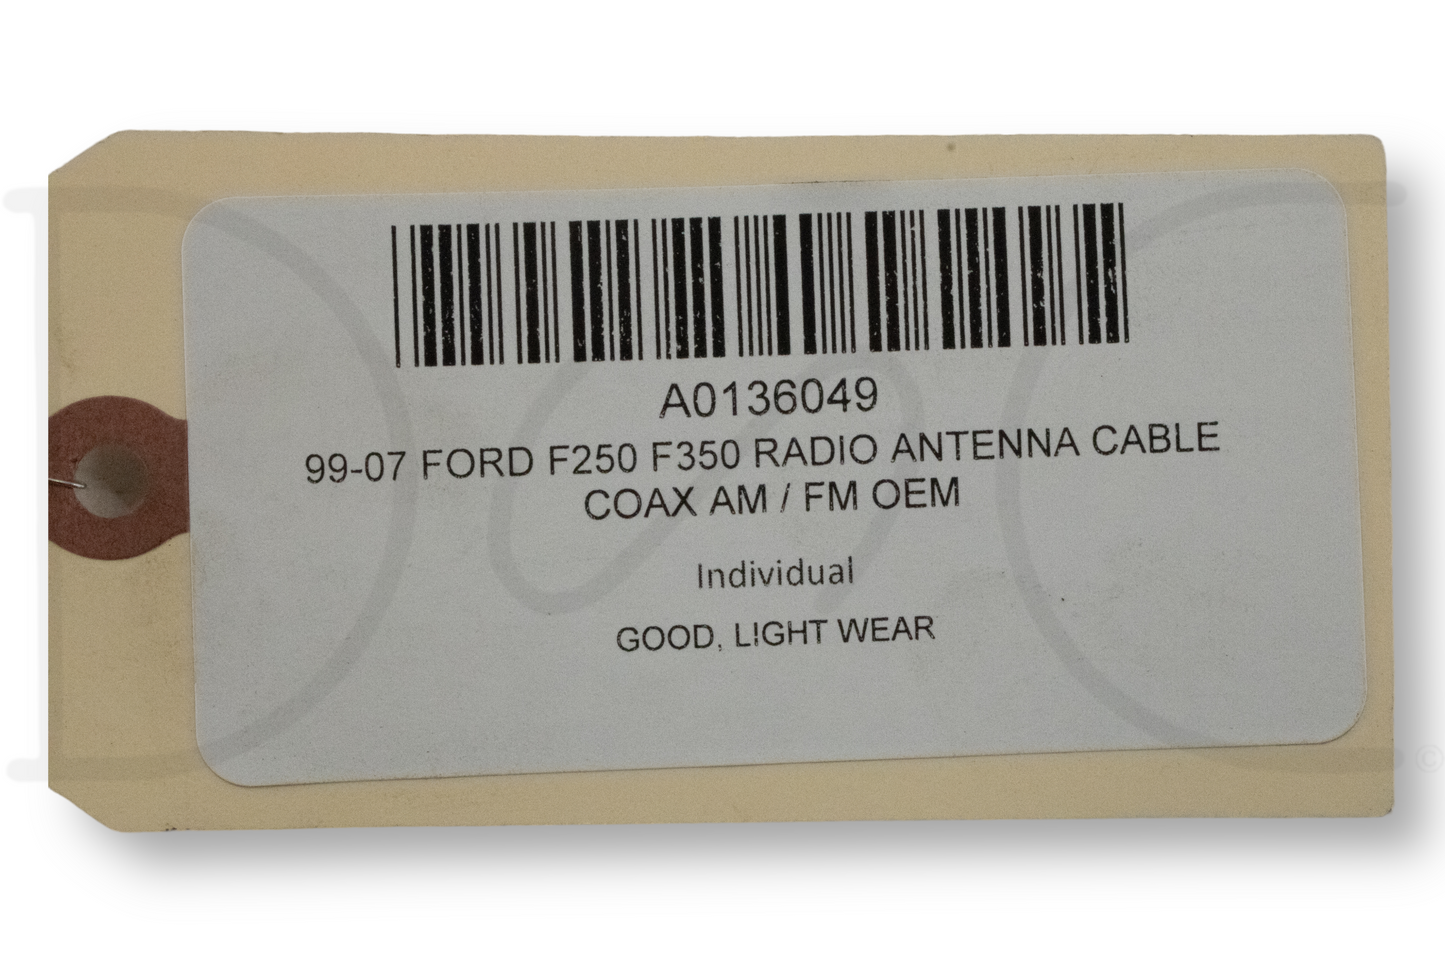 A0136049
99-07 FORD F250 F350 RADIO ANTENNA CABLE
COAX AM / FM OEM
Individual
GOOD, LIGHT WEAR
©